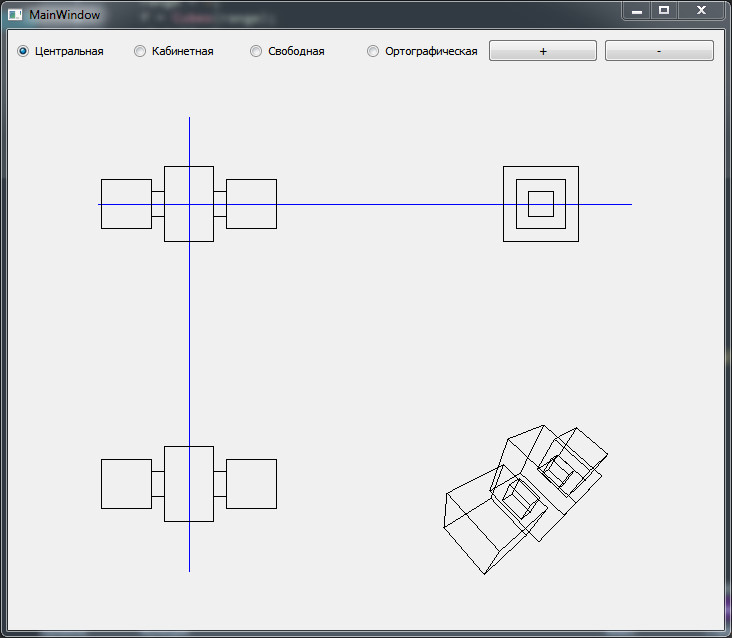 MainWindow
Центральная Кабинетная Свободная Ортографическая + -